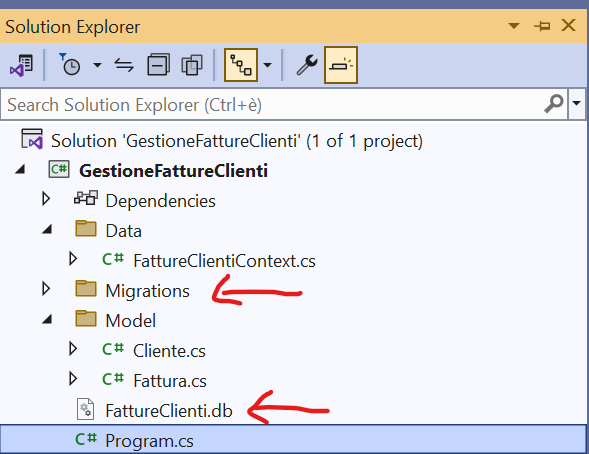 Solution Explorer
Search Solution Explorer (Ctrl+è)
Solution 'GestioneFattureClienti' (1 of 1 project)
C# GestioneFattureClienti
Dependencies
Data
C# FattureClientiContext.cs
Migrations
Model
C# Cliente.cs
C# Fattura.cs
FattureClienti.db
C# Program.cs